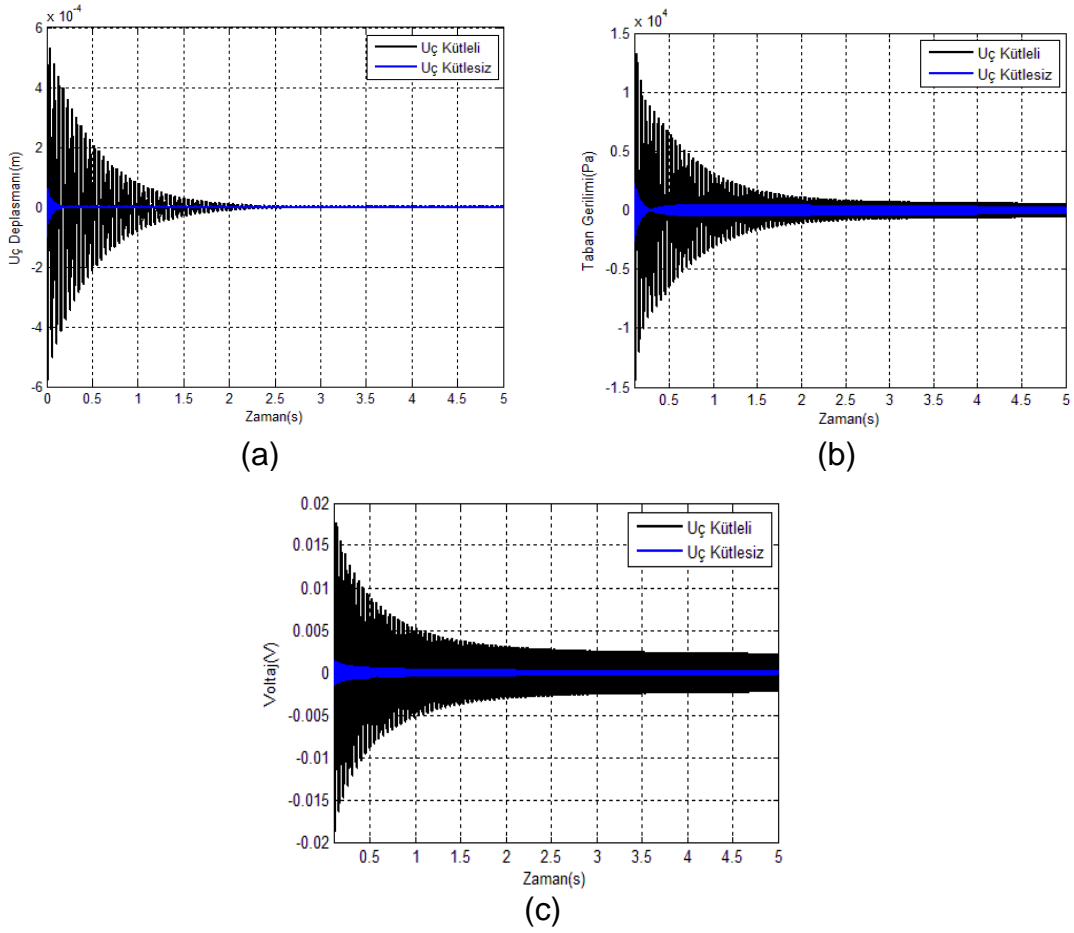 x 10⁻⁴
6
4
2
0
-2
-4
-6
Uç Deplasmanı(m)
0 0.5 1 1.5 2 2.5 3 3.5 4 4.5 5
Zaman(s)
Uç Kütleli
Uç Kütlesiz
(a)
x 10⁴
1.5
1
0.5
0
-0.5
-1
-1.5
Taban Gerilimi(Pa)
0.5 1 1.5 2 2.5 3 3.5 4 4.5 5
Zaman(s)
Uç Kütleli
Uç Kütlesiz
(b)
0.02
0.015
0.01
0.005
0
-0.005
-0.01
-0.015
-0.02
Voltaj(V)
0.5 1 1.5 2 2.5 3 3.5 4 4.5 5
Zaman(s)
Uç Kütleli
Uç Kütlesiz
(c)